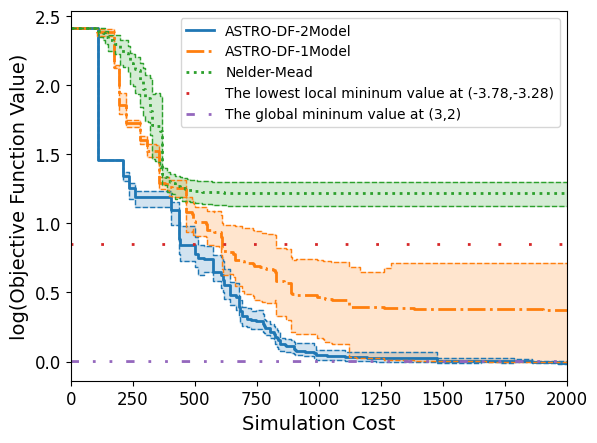 2.5
2.0
1.5
1.0
0.5
0.0
log(Objective Function Value)
ASTRO-DF-2Model
ASTRO-DF-1Model
Nelder-Mead
The lowest local mininum value at (-3.78,-3.28)
The global mininum value at (3,2)
0 250 500 750 1000 1250 1500 1750 2000
Simulation Cost